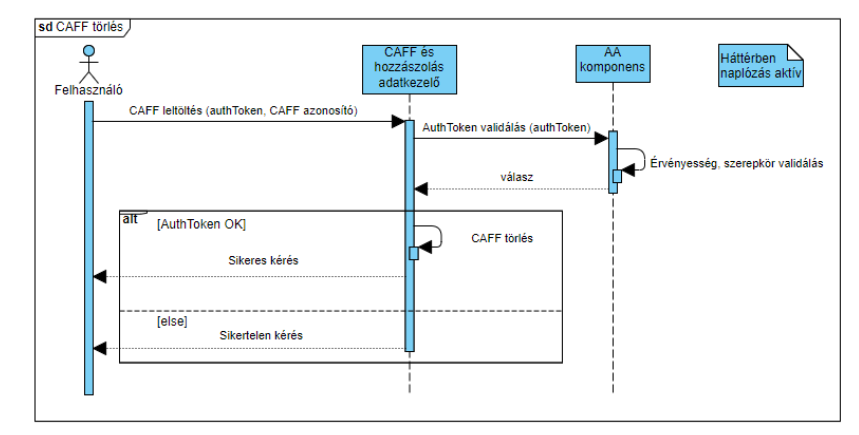 sd CAFF törlés
Felhasználó
CAFF és
hozzászolás
adatkezelő
AA
komponens
Háttérben
naplózás aktív
CAFF leltöltés (authToken, CAFF azonosító)
AuthToken validálás (authToken)
Érvényesség, szerepkör validálás
válasz
alt
[AuthToken OK]
CAFF törlés
Sikeres kérés
[else]
Sikertelen kérés